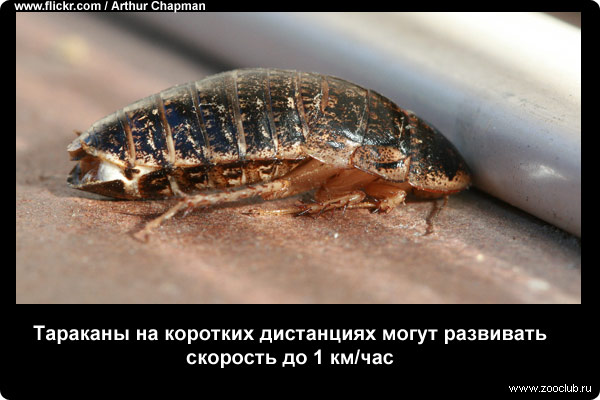 www.flickr.com / Arthur Chapman
Тараканы на коротких дистанциях могут развивать
скорость до 1 км/час
www.zooclub.ru